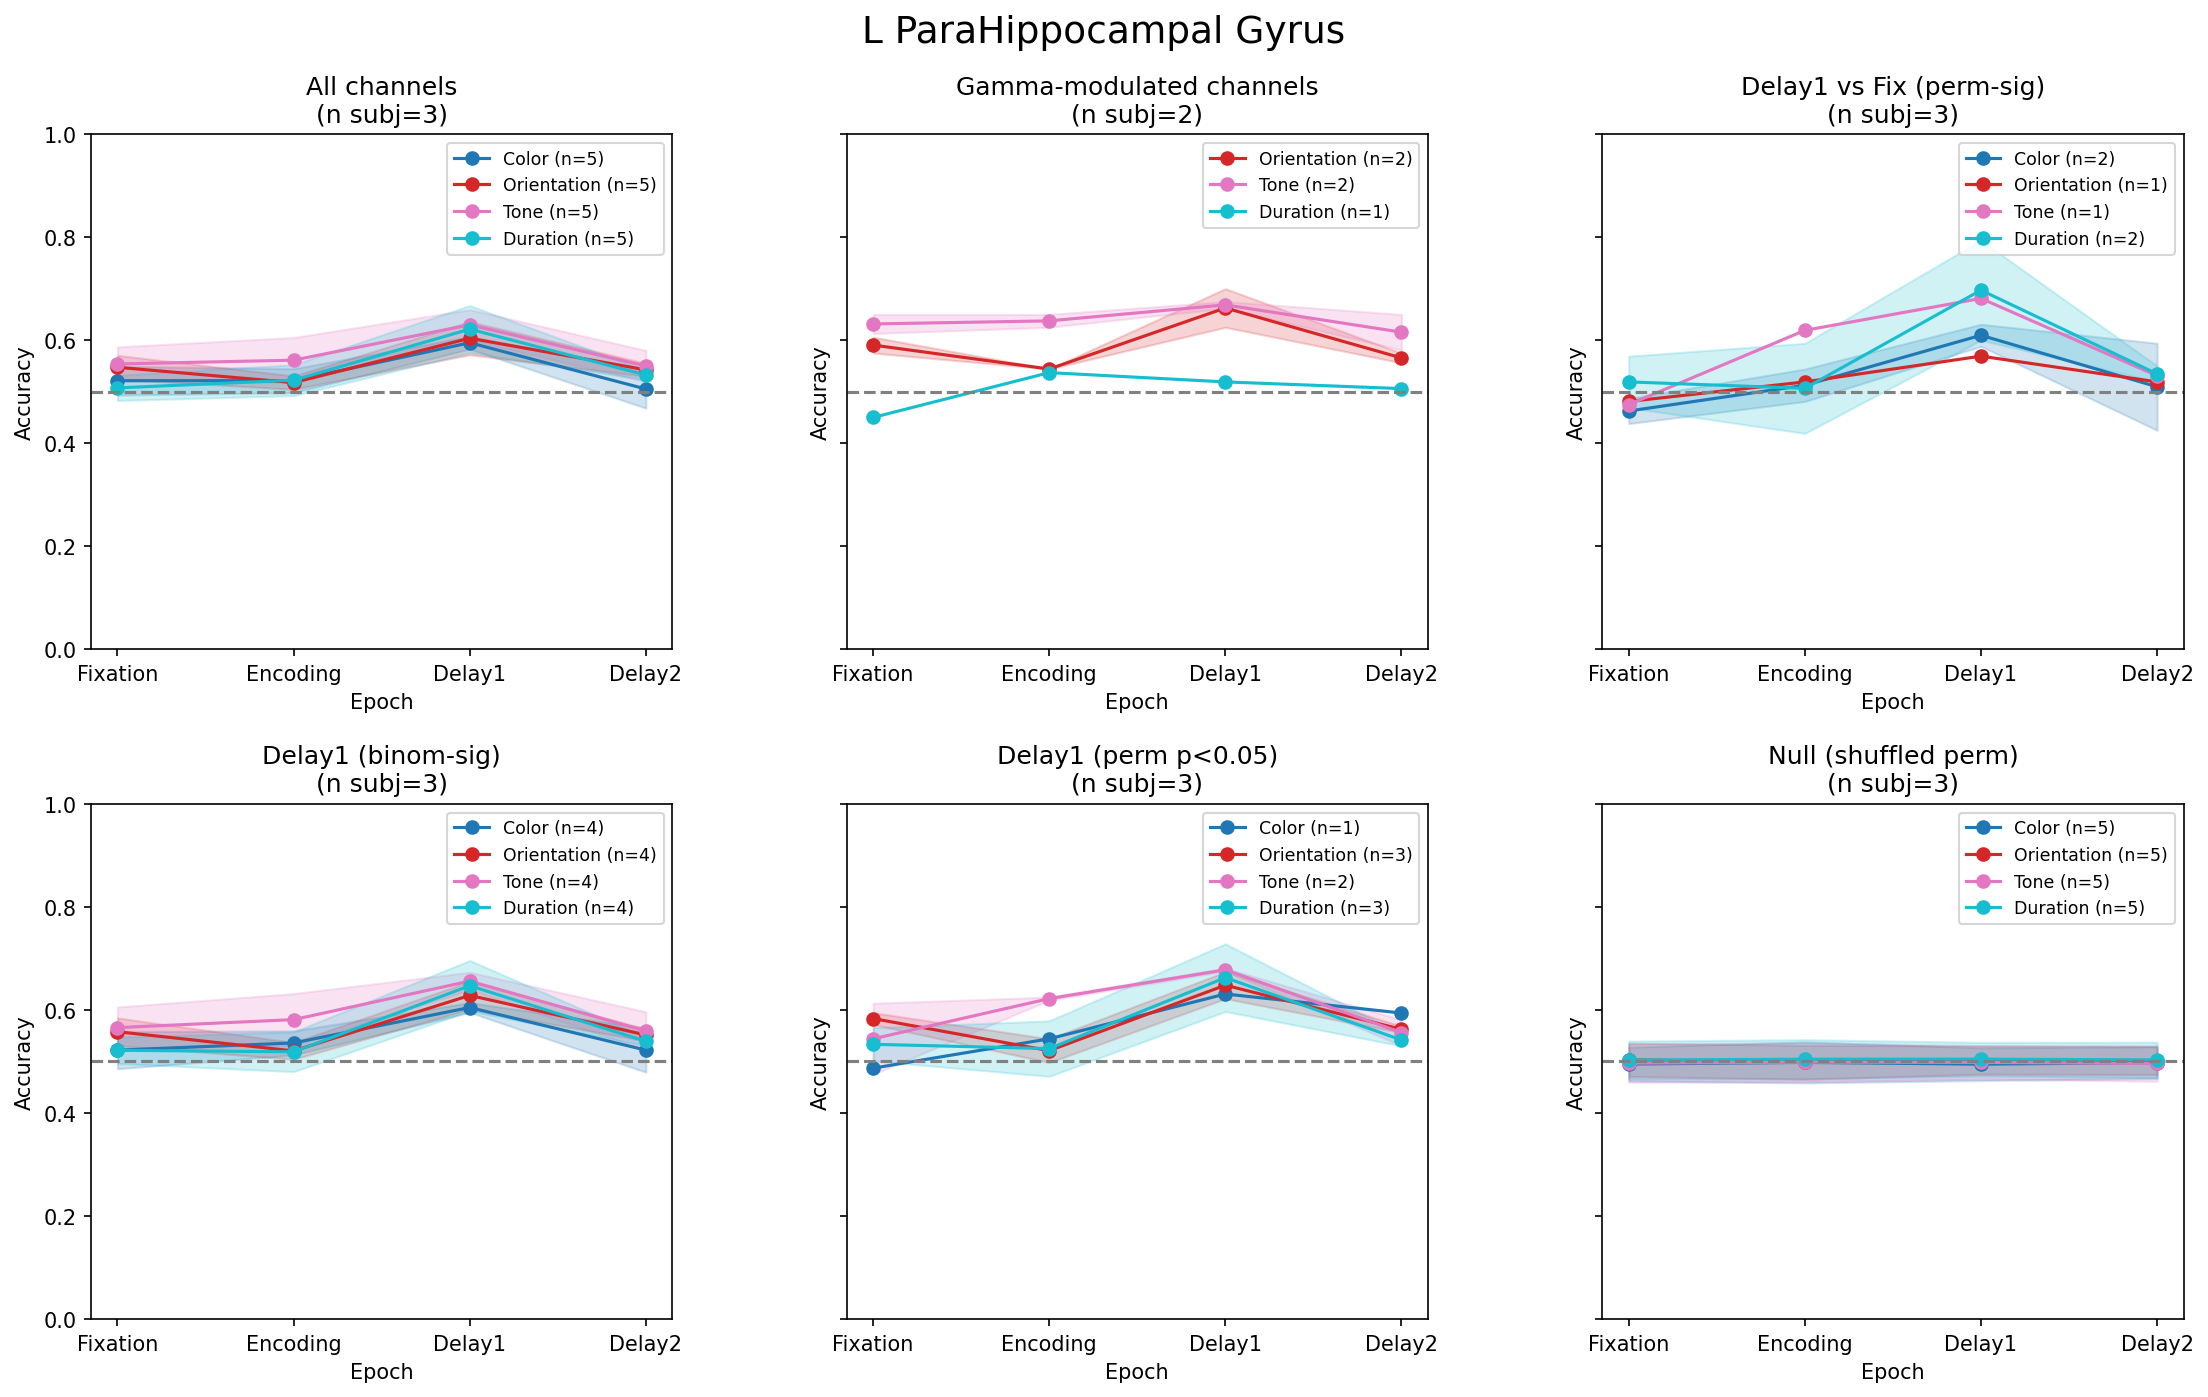 L ParaHippocampal Gyrus
All channels
(n subj=3)
Color (n=5)
Orientation (n=5)
Tone (n=5)
Duration (n=5)
1.0
0.8
0.6
0.4
0.2
0.0
Accuracy
Fixation Encoding Delay1 Delay2
Epoch
Gamma-modulated channels
(n subj=2)
Orientation (n=2)
Tone (n=2)
Duration (n=1)
Accuracy
Fixation Encoding Delay1 Delay2
Epoch
Delay1 vs Fix (perm-sig)
(n subj=3)
Color (n=2)
Orientation (n=1)
Tone (n=1)
Duration (n=2)
Accuracy
Fixation Encoding Delay1 Delay2
Epoch
Delay1 (binom-sig)
(n subj=3)
Color (n=4)
Orientation (n=4)
Tone (n=4)
Duration (n=4)
1.0
0.8
0.6
0.4
0.2
0.0
Accuracy
Fixation Encoding Delay1 Delay2
Epoch
Delay1 (perm p<0.05)
(n subj=3)
Color (n=1)
Orientation (n=3)
Tone (n=2)
Duration (n=3)
Accuracy
Fixation Encoding Delay1 Delay2
Epoch
Null (shuffled perm)
(n subj=3)
Color (n=5)
Orientation (n=5)
Tone (n=5)
Duration (n=5)
Accuracy
Fixation Encoding Delay1 Delay2
Epoch